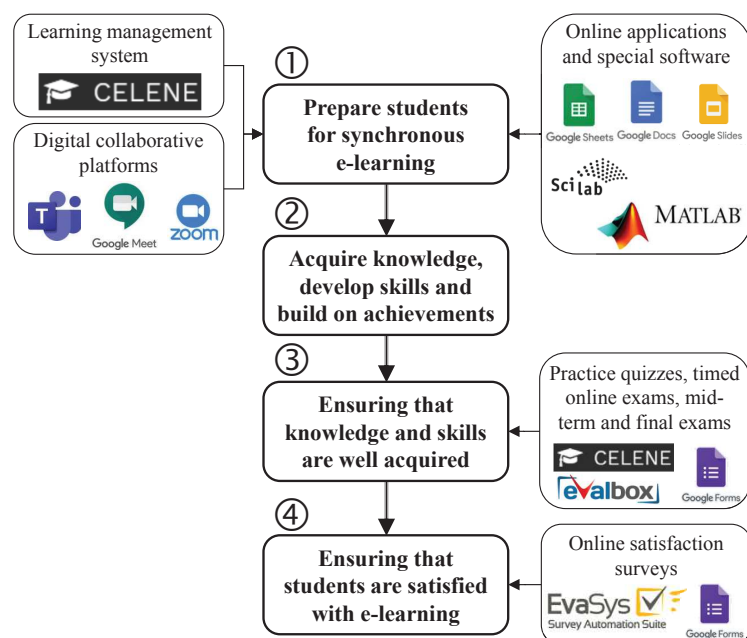 Learning management
system
CELENE
Digital collaborative
platforms
T
Google Meet
zoom
①
Prepare students
for synchronous
e-learning
Online applications
and special software
Google Sheets
Google Docs
Google Slides
Scilab
MATLAB®
②
Acquire knowledge,
develop skills and
build on achievements
③
Ensuring that
knowledge and skills
are well acquired
Practice quizzes, timed
online exams, mid-
term and final exams
CELENE
evalbox
Google Forms
④
Ensuring that
students are satisfied
with e-learning
Online satisfaction
surveys
EvaSys
Survey Automation Suite
Google Forms